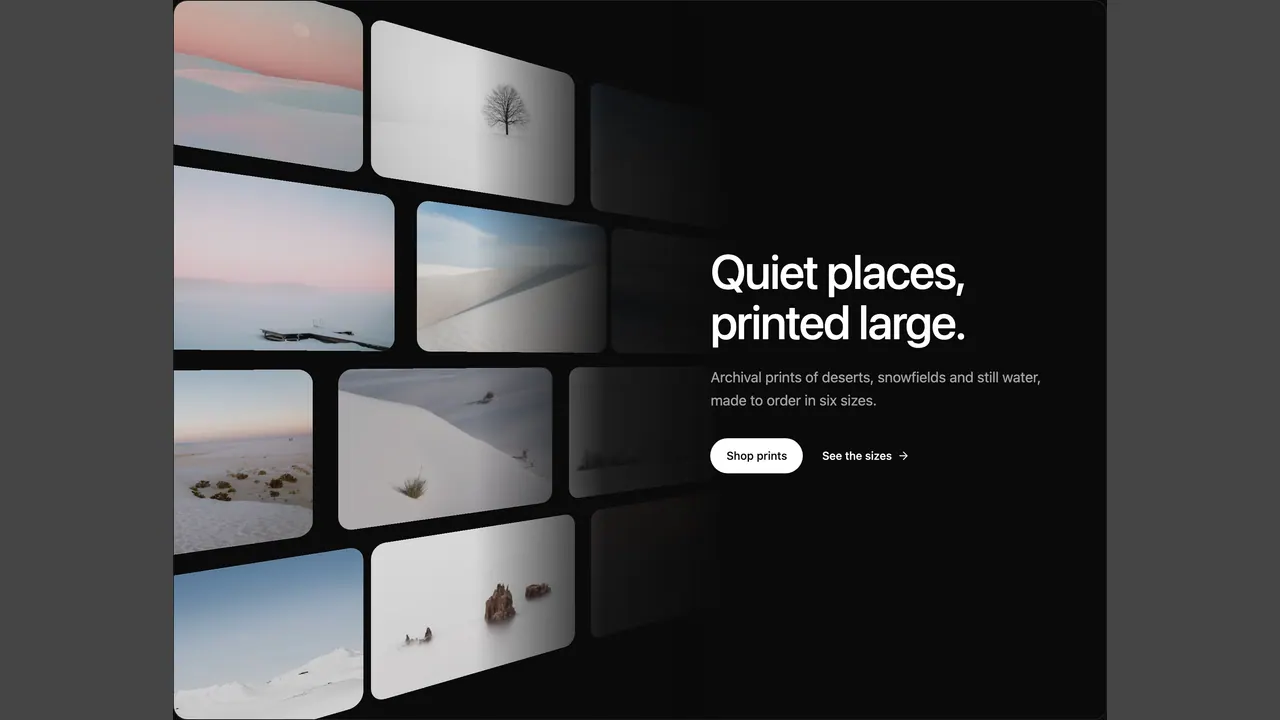 Quiet places,
printed large.
Archival prints of deserts, snowfields and still water,
made to order in six sizes.
Shop prints
See the sizes →